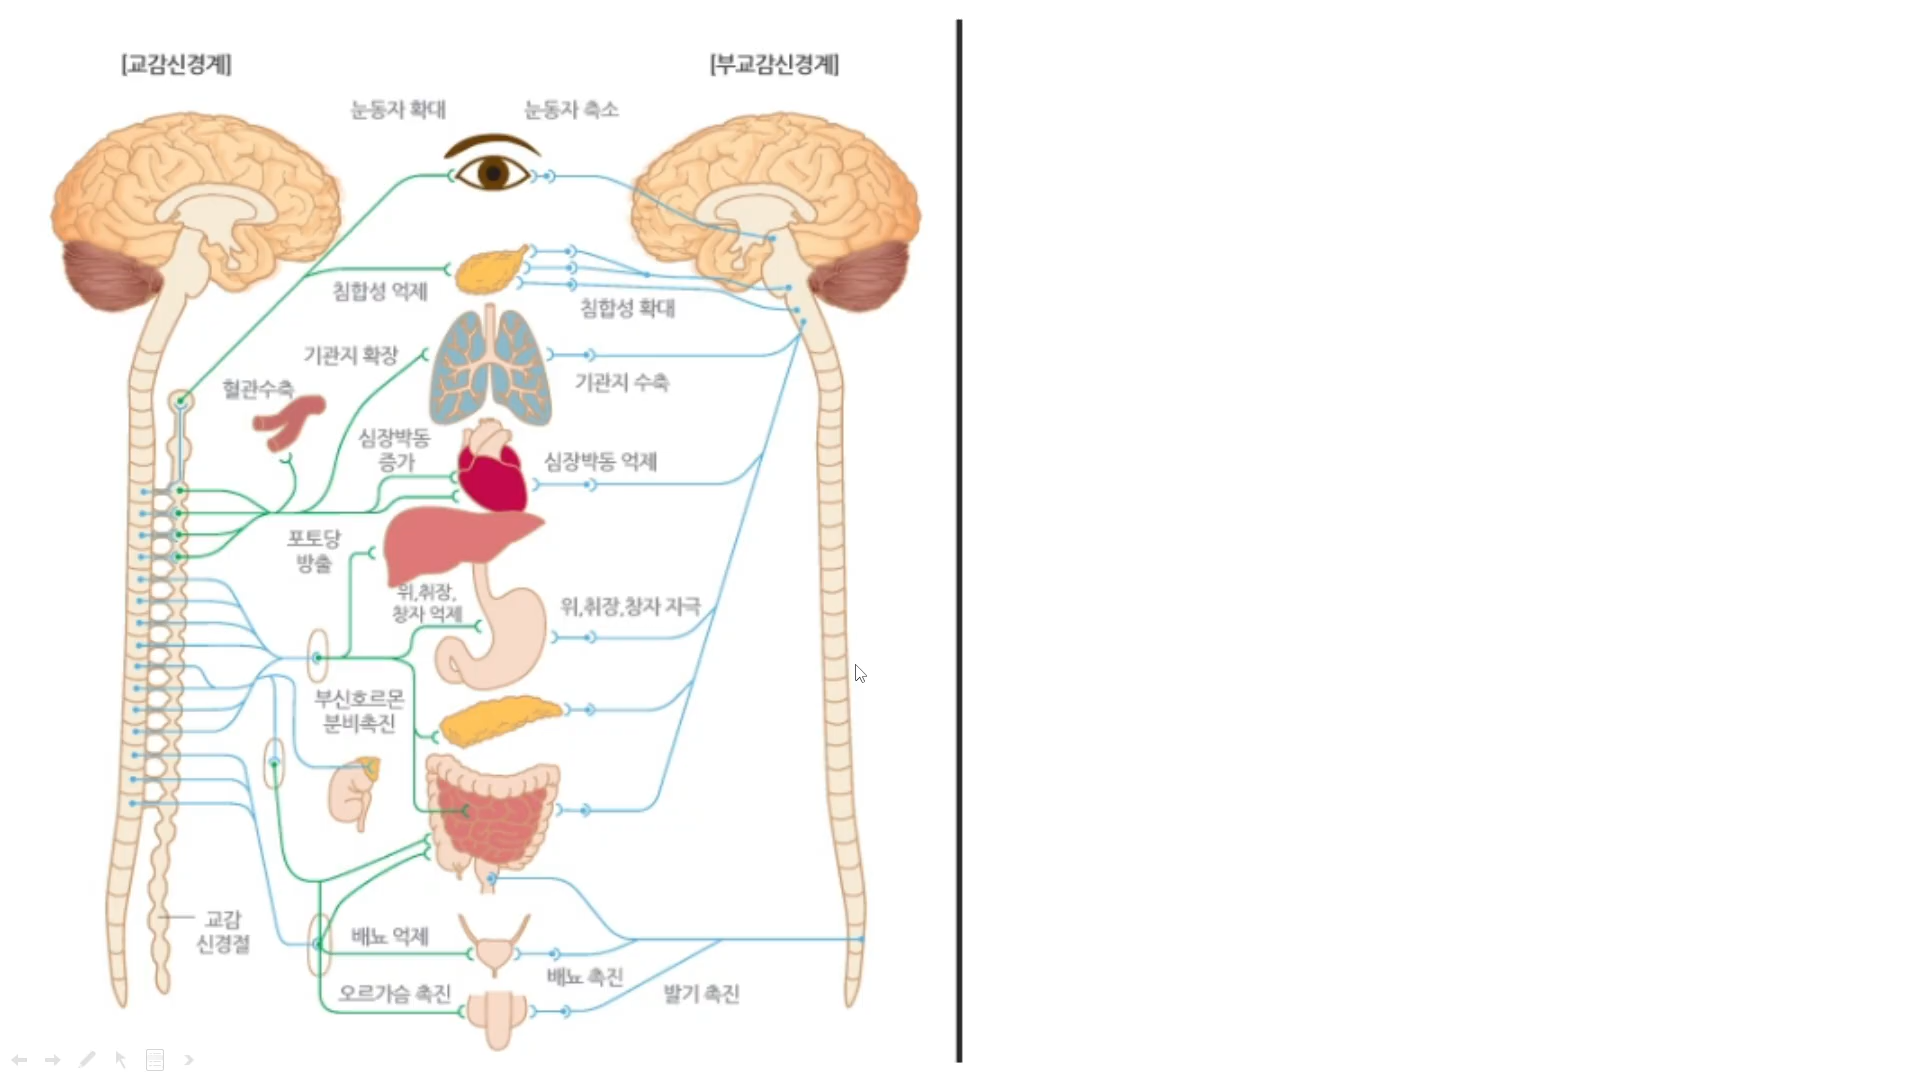 [교감신경계]
[부교감신경계]
눈동자 확대
눈동자 축소
침합성 억제
침합성 확대
기관지 확장
기관지 수축
혈관수축
심장박동
증가
심장박동 억제
포토당
방출
위,취장,
창자 억제
위,취장,창자 자극
부신호르몬
분비촉진
교감
신경절
배뇨 억제
배뇨 촉진
오르가슴 촉진
발기 촉진